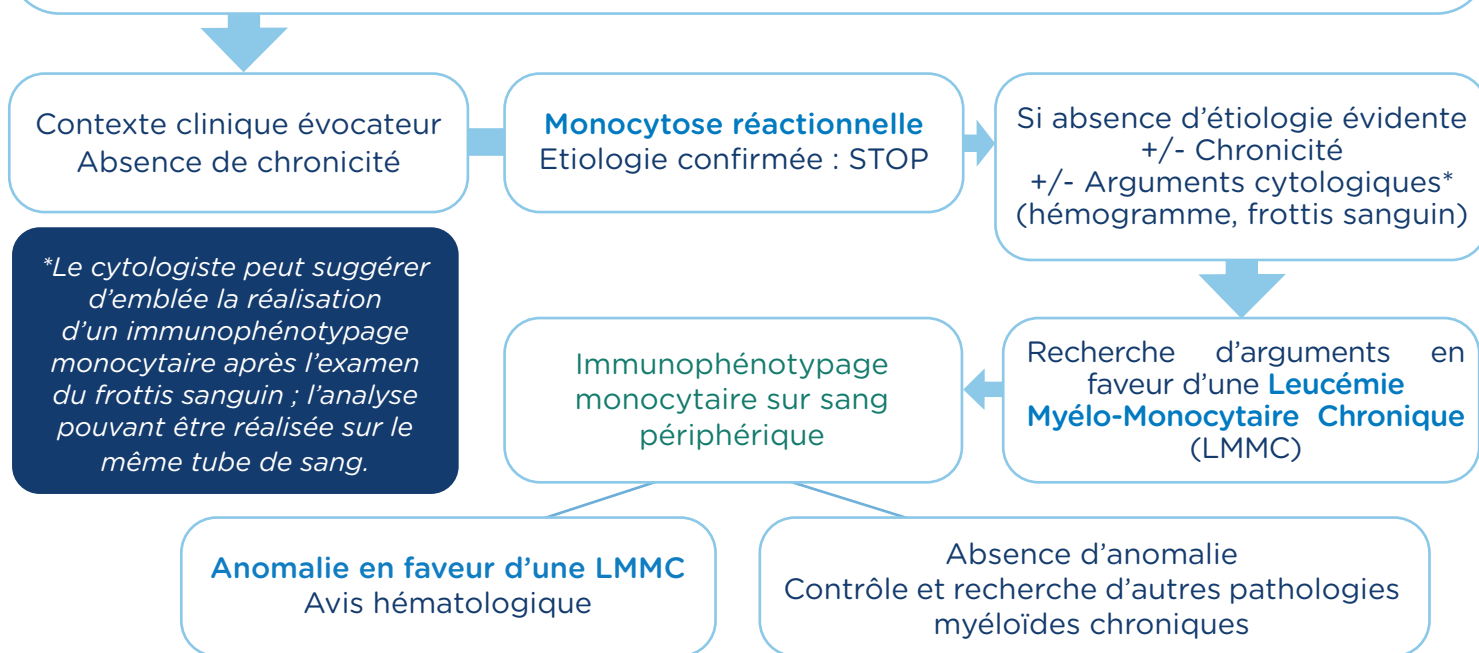 Contexte clinique évocateur
Absence de chronicité
Monocytose réactionnelle
Etiologie confirmée : STOP
Si absence d'étiologie évidente
+/- Chronicité
+/- Arguments cytologiques*
(hémogramme, frottis sanguin)
*Le cytologiste peut suggérer
d'emblée la réalisation
d'un immunophénotypage
monocytaire après l'examen
du frottis sanguin ; l'analyse
pouvant être réalisée sur le
même tube de sang.
Immunophénotypage
monocytaire sur sang
périphérique
Recherche d'arguments en
faveur d'une Leucémie
Myélo-Monocytaire Chronique
(LMMC)
Anomalie en faveur d'une LMMC
Avis hématologique
Absence d'anomalie
Contrôle et recherche d'autres pathologies
myéloïdes chroniques